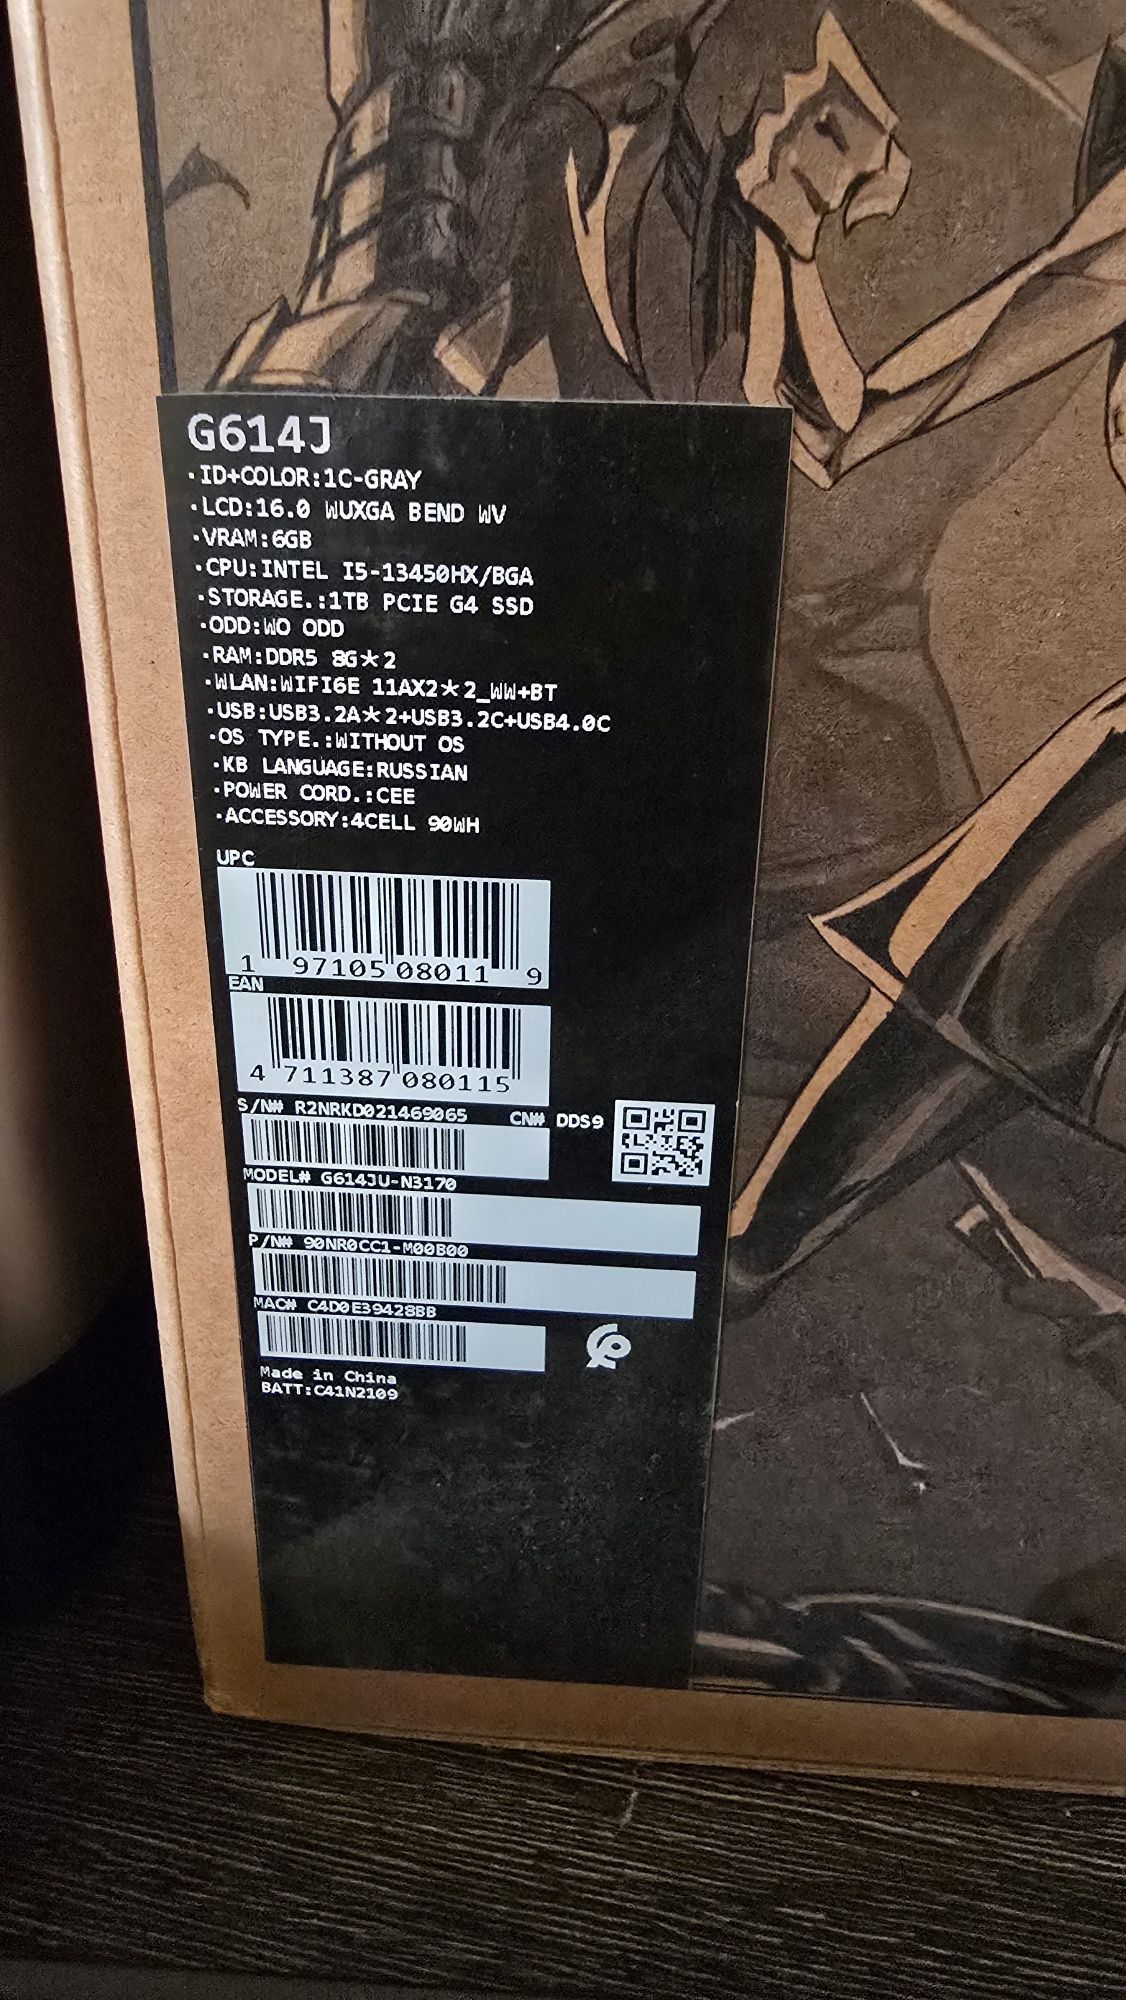 G614J
·ID+COLOR:1C-GRAY
·LCD:16.0 WUXGA BEND WV
·VRAM:6GB
·CPU:INTEL I5-13450HX/BGA
·STORAGE.:1TB PCIE G4 SSD
·ODD:WO ODD
·RAM:DDR5 8G*2
·WLAN:WIFI6E 11AX2*2_WW+BT
·USB:USB3.2A*2+USB3.2C+USB4.0C
·OS TYPE.:WITHOUT OS
·KB LANGUAGE:RUSSIAN
·POWER CORD.:CEE
·ACCESSORY:4CELL 90WH
UPC
1 97105 08011 9
EAN
4 711387 080115
S/N# R2NRKD021469065 CN# DDS9
MODEL# G614JU-N3170
P/N# 90NR0CC1-M00B00
MAC# C4D0E39428BB
Made in China
BATT:C41N2109